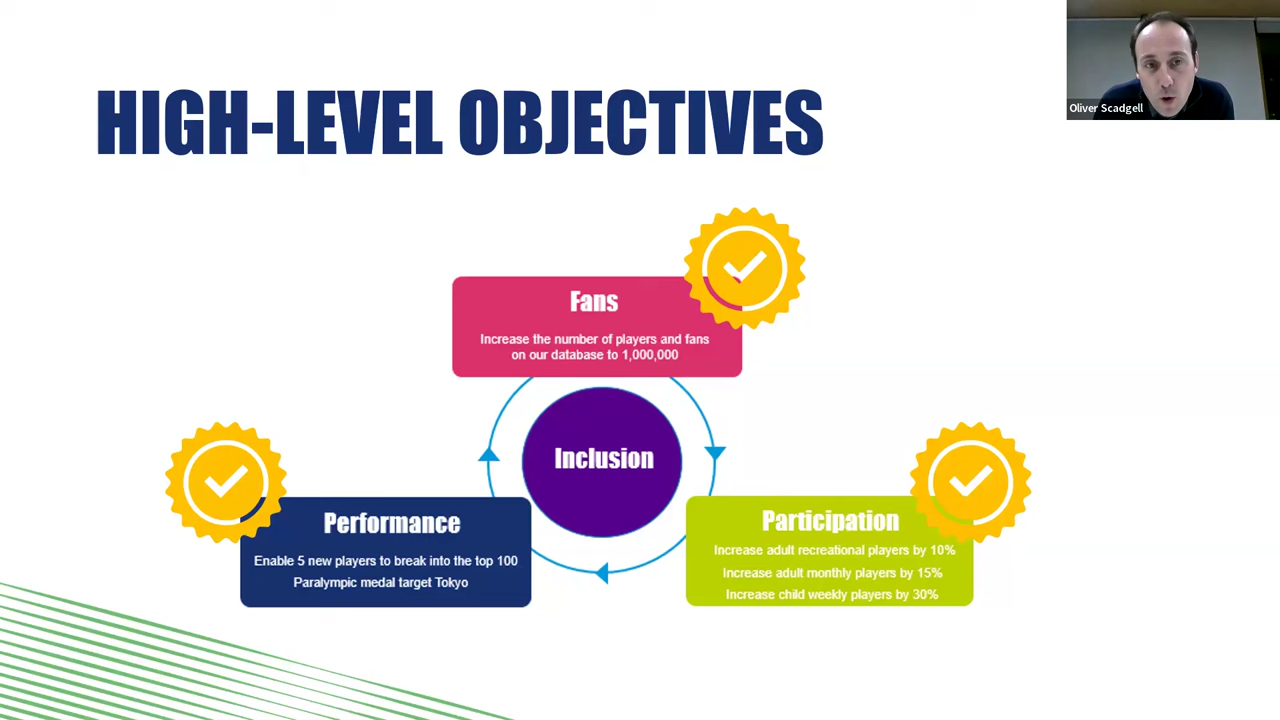 HIGH-LEVEL OBJECTIVES
Oliver Scadgell
Fans
Increase the number of players and fans
on our database to 1,000,000
Inclusion
Performance
Enable 5 new players to break into the top 100
Paralympic medal target Tokyo
Participation
Increase adult recreational players by 10%
Increase adult monthly players by 15%
Increase child weekly players by 30%